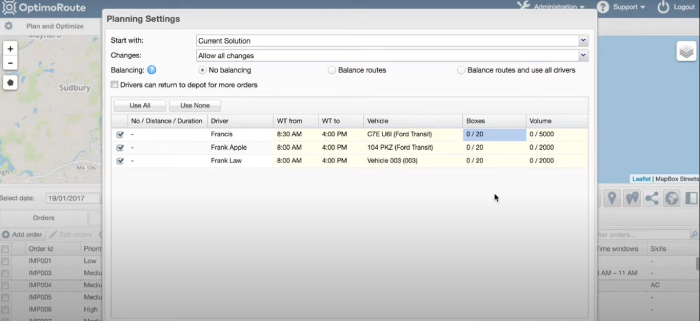 OptimoRoute
Administration
Support
Logout
Plan and Optimize
Planning Settings
Start with:
Current Solution
Changes:
Allow all changes
Balancing:
No balancing
Balance routes
Balance routes and use all drivers
Drivers can return to depot for more orders
Use All
Use None
No / Distance / Duration Driver WT from WT to Vehicle Boxes Volume
- Francis 8:30 AM 4:00 PM C7E U6I (Ford Transit) 0 / 20 0 / 5000
- Frank Apple 8:00 AM 4:00 PM 104 PKZ (Ford Transit) 0 / 20 0 / 2000
- Frank Law 8:00 AM 4:00 PM Vehicle 003 (003) 0 / 20 0 / 2000
+
−
Sudbury
Leaflet | MapBox Streets
Select date: 19/01/2017
Orders
Add order
Edit orders
Order Id
Time windows Skills
IMP001 Low -
IMP003 Mediu AM – 11 AM -
IMP004 Mediu AC
IMP005 Mediu -
IMP006 High -